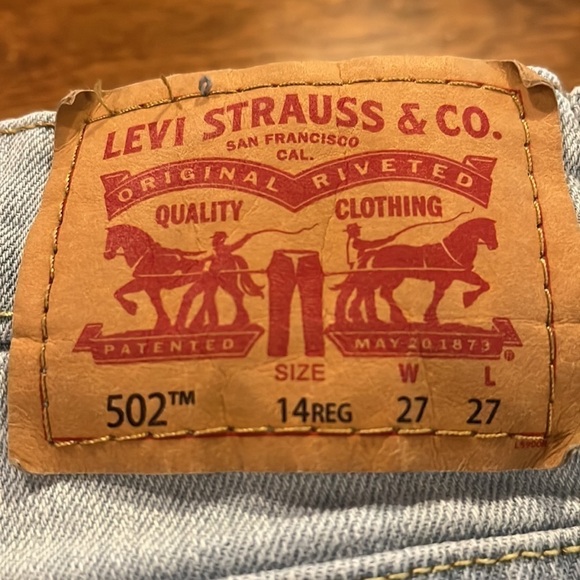 LEVI STRAUSS & CO.
SAN FRANCISCO
CAL.
ORIGINAL RIVETED
QUALITY CLOTHING
PATENTED MAY 20 1873 ®
SIZE W L
502™ 14REG 27 27